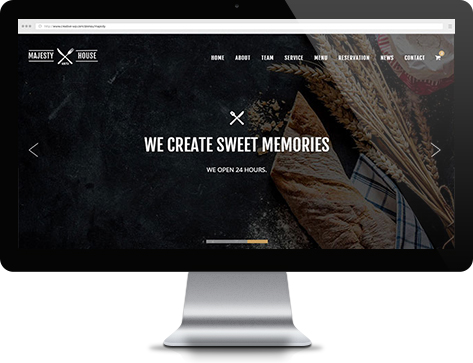 MAJESTY HOUSE
HOME ABOUT TEAM SERVICE MENU RESERVATION NEWS CONTACT
WE CREATE SWEET MEMORIES
WE OPEN 24 HOURS.